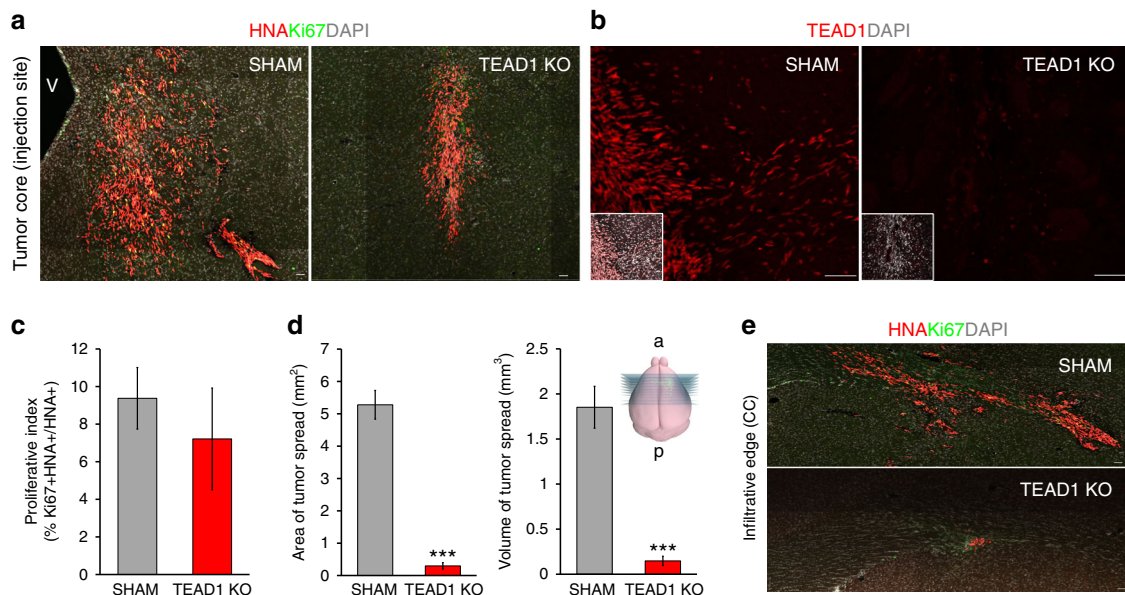 a
HNAKi67DAPI
Tumor core (injection site)
V
SHAM
TEAD1 KO
b
TEAD1DAPI
SHAM
TEAD1 KO
c
Proliferative index
(% Ki67+HNA+/HNA+)
12
10
8
6
4
2
0
SHAM
TEAD1 KO
d
Area of tumor spread (mm²)
7
6
5
4
3
2
1
0
***
SHAM
TEAD1 KO
Volume of tumor spread (mm³)
2.5
2
1.5
1
0.5
0
a
p
***
SHAM
TEAD1 KO
e
HNAKi67DAPI
Infiltrative edge (CC)
SHAM
TEAD1 KO